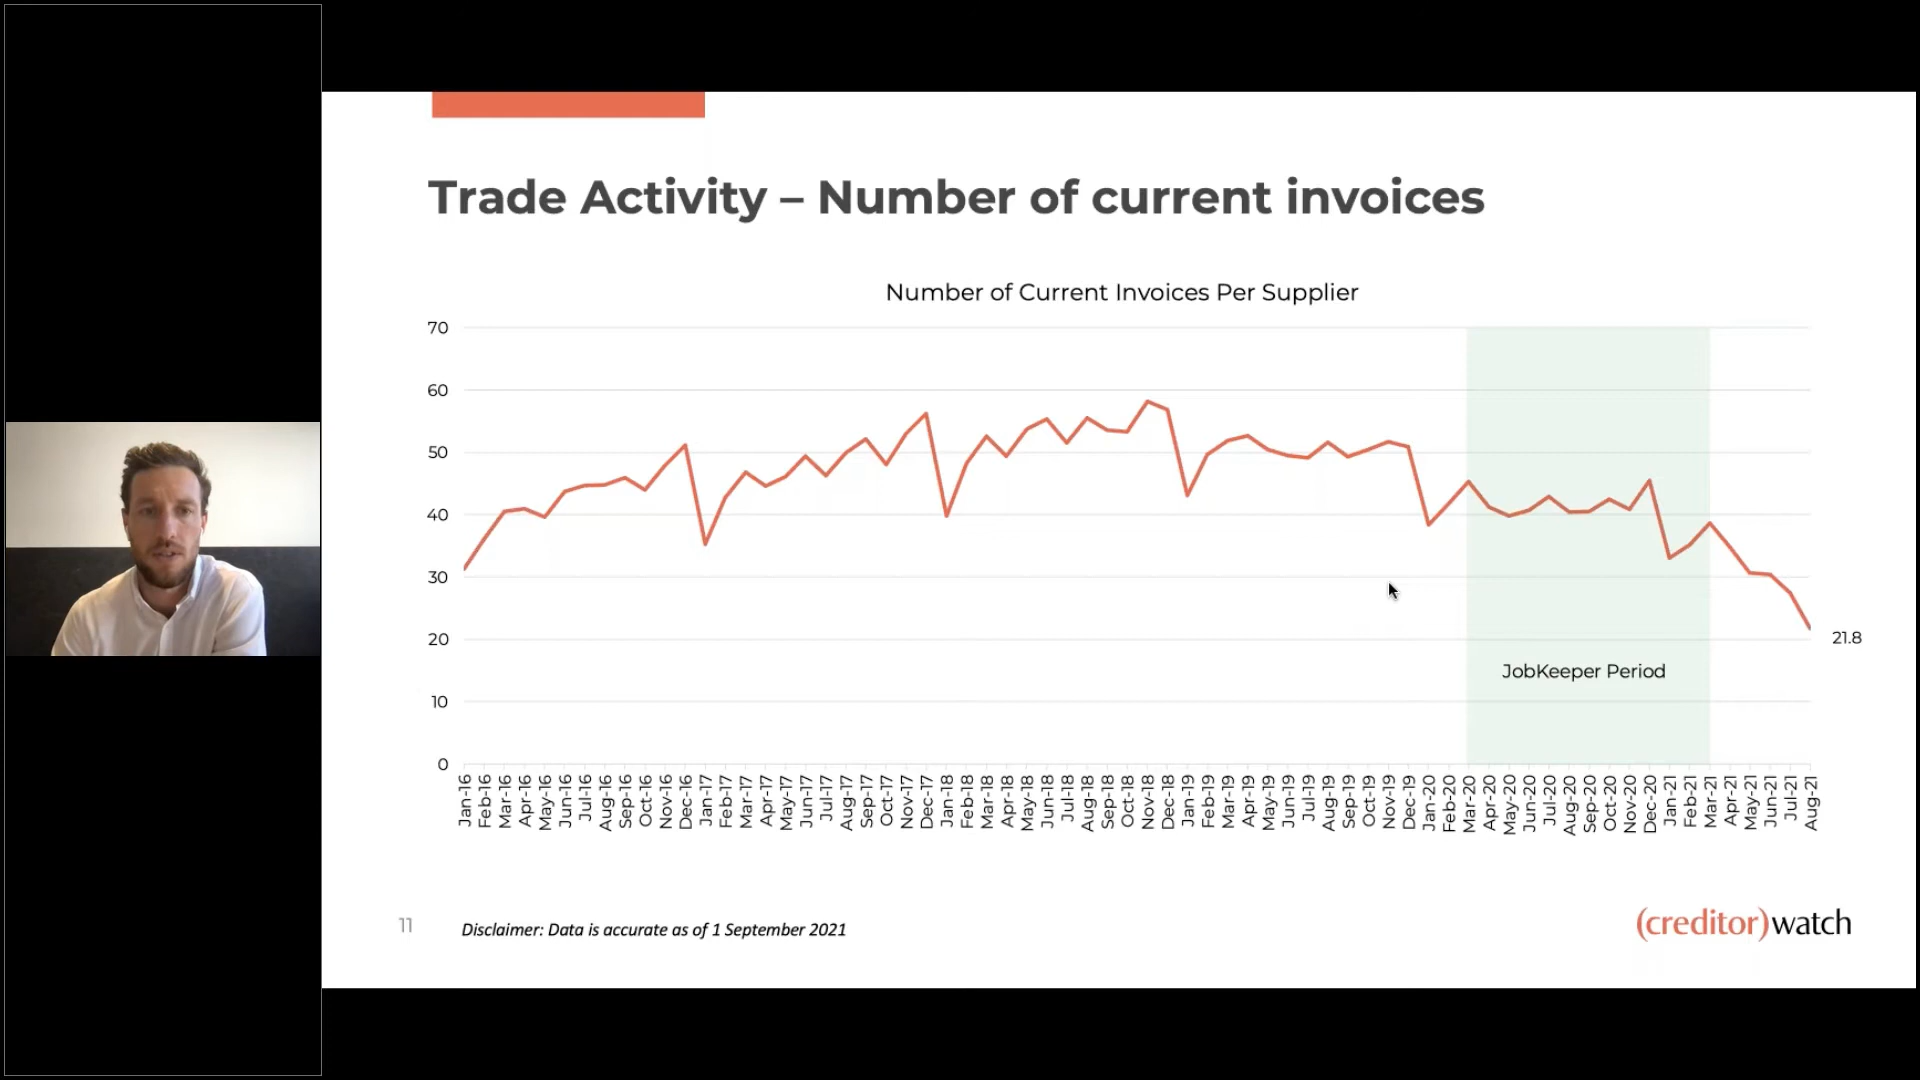 Trade Activity – Number of current invoices
Number of Current Invoices Per Supplier
70
60
50
40
30
20
10
0
21.8
JobKeeper Period
Jan-16
Feb-16
Mar-16
Apr-16
May-16
Jun-16
Jul-16
Aug-16
Sep-16
Oct-16
Nov-16
Dec-16
Jan-17
Feb-17
Mar-17
Apr-17
May-17
Jun-17
Jul-17
Aug-17
Sep-17
Oct-17
Nov-17
Dec-17
Jan-18
Feb-18
Mar-18
Apr-18
May-18
Jun-18
Jul-18
Aug-18
Sep-18
Oct-18
Nov-18
Dec-18
Jan-19
Feb-19
Mar-19
Apr-19
May-19
Jun-19
Jul-19
Aug-19
Sep-19
Oct-19
Nov-19
Dec-19
Jan-20
Feb-20
Mar-20
Apr-20
May-20
Jun-20
Jul-20
Aug-20
Sep-20
Oct-20
Nov-20
Dec-20
Jan-21
Feb-21
Mar-21
Apr-21
May-21
Jun-21
Jul-21
Aug-21
11
Disclaimer: Data is accurate as of 1 September 2021
(creditor)watch